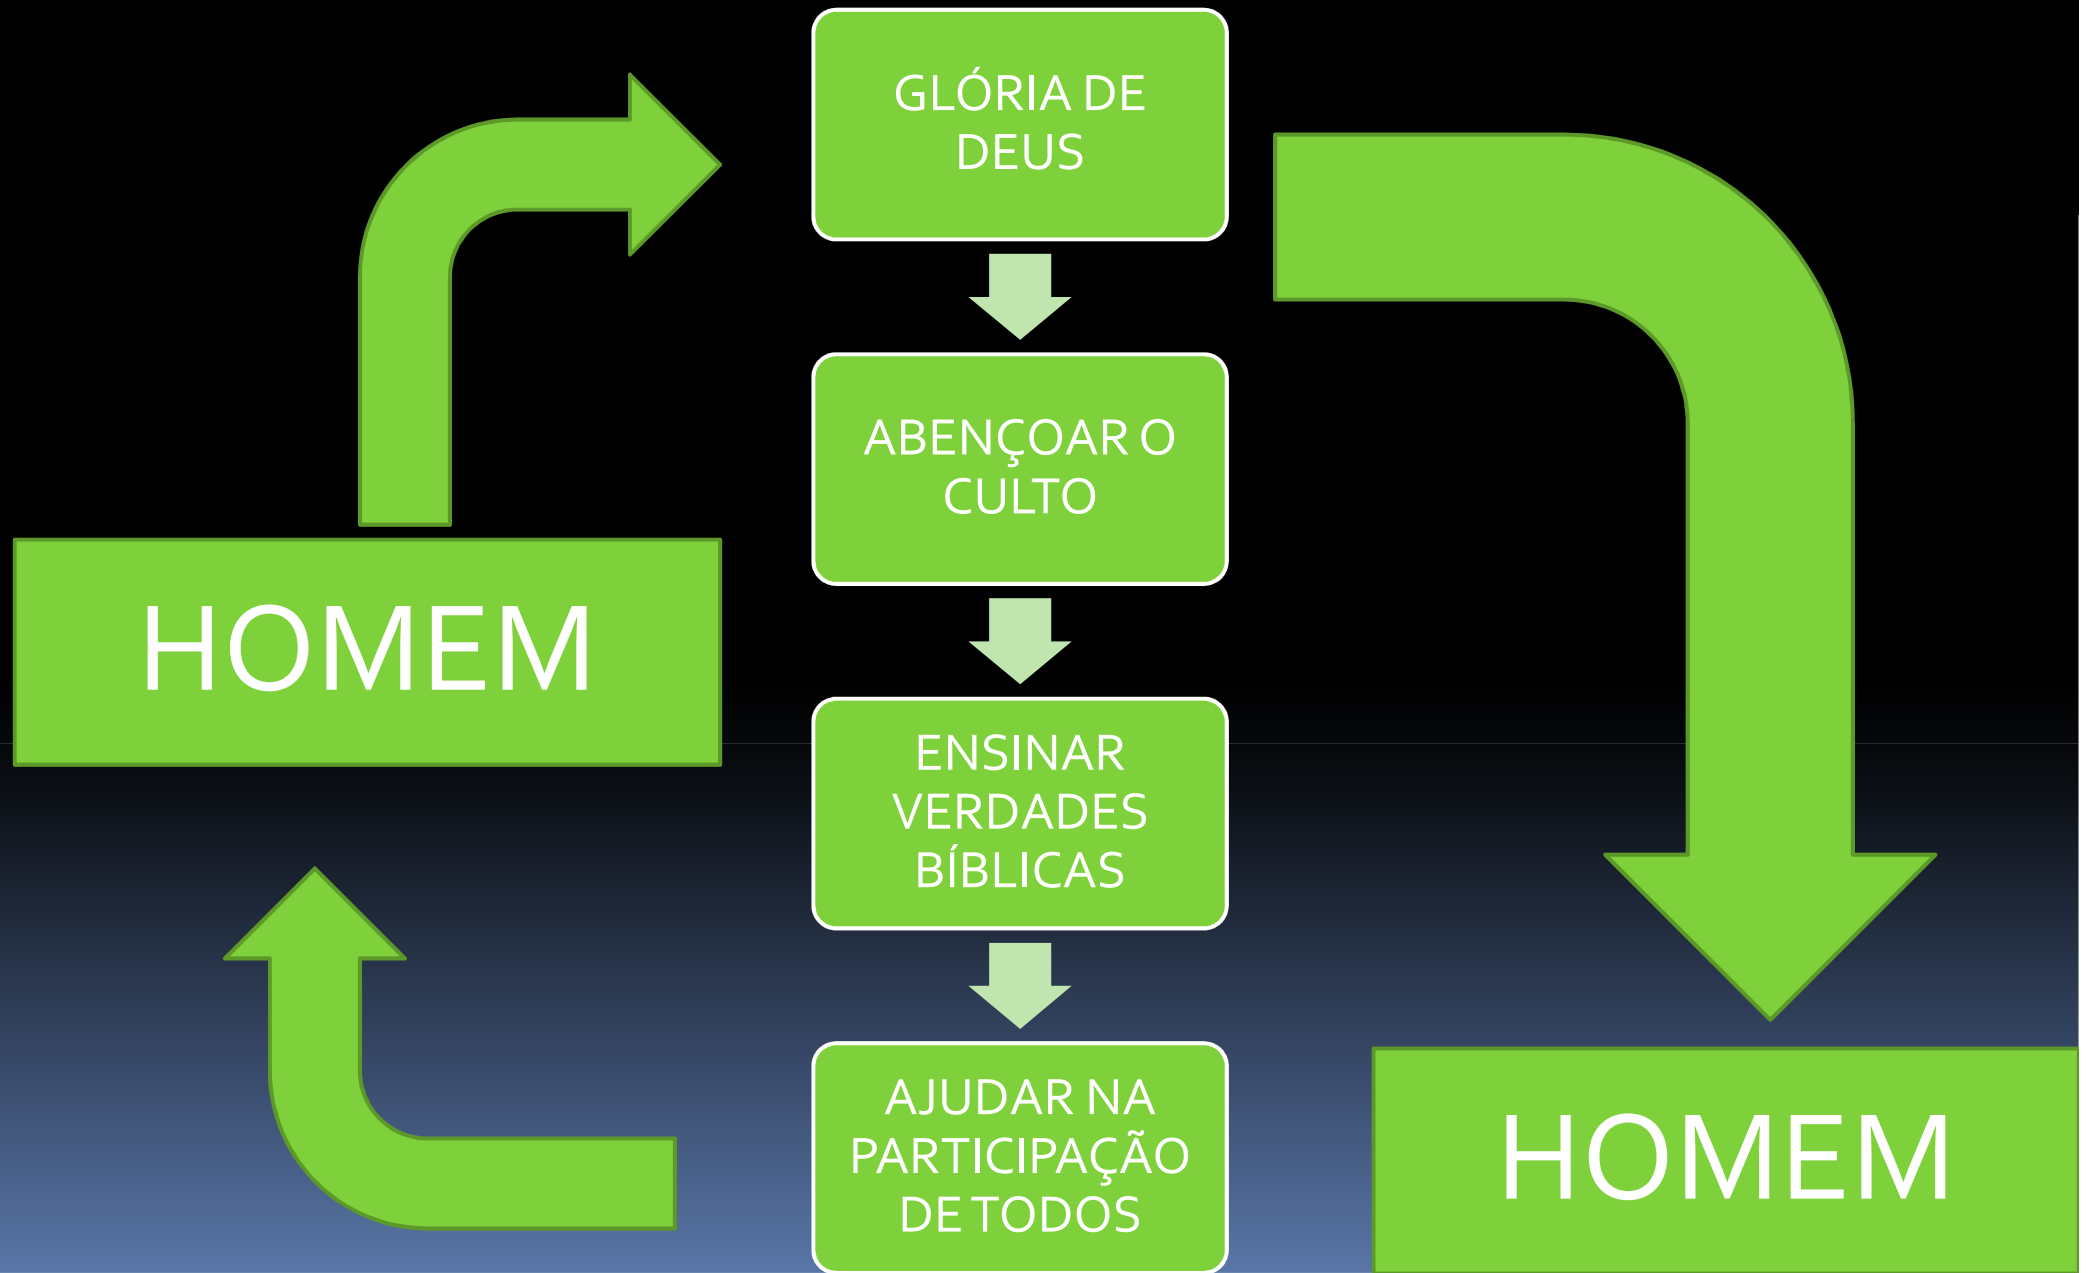 GLÓRIA DE
DEUS
ABENÇOAR O
CULTO
HOMEM
ENSINAR
VERDADES
BÍBLICAS
AJUDAR NA
PARTICIPAÇÃO
DE TODOS
HOMEM